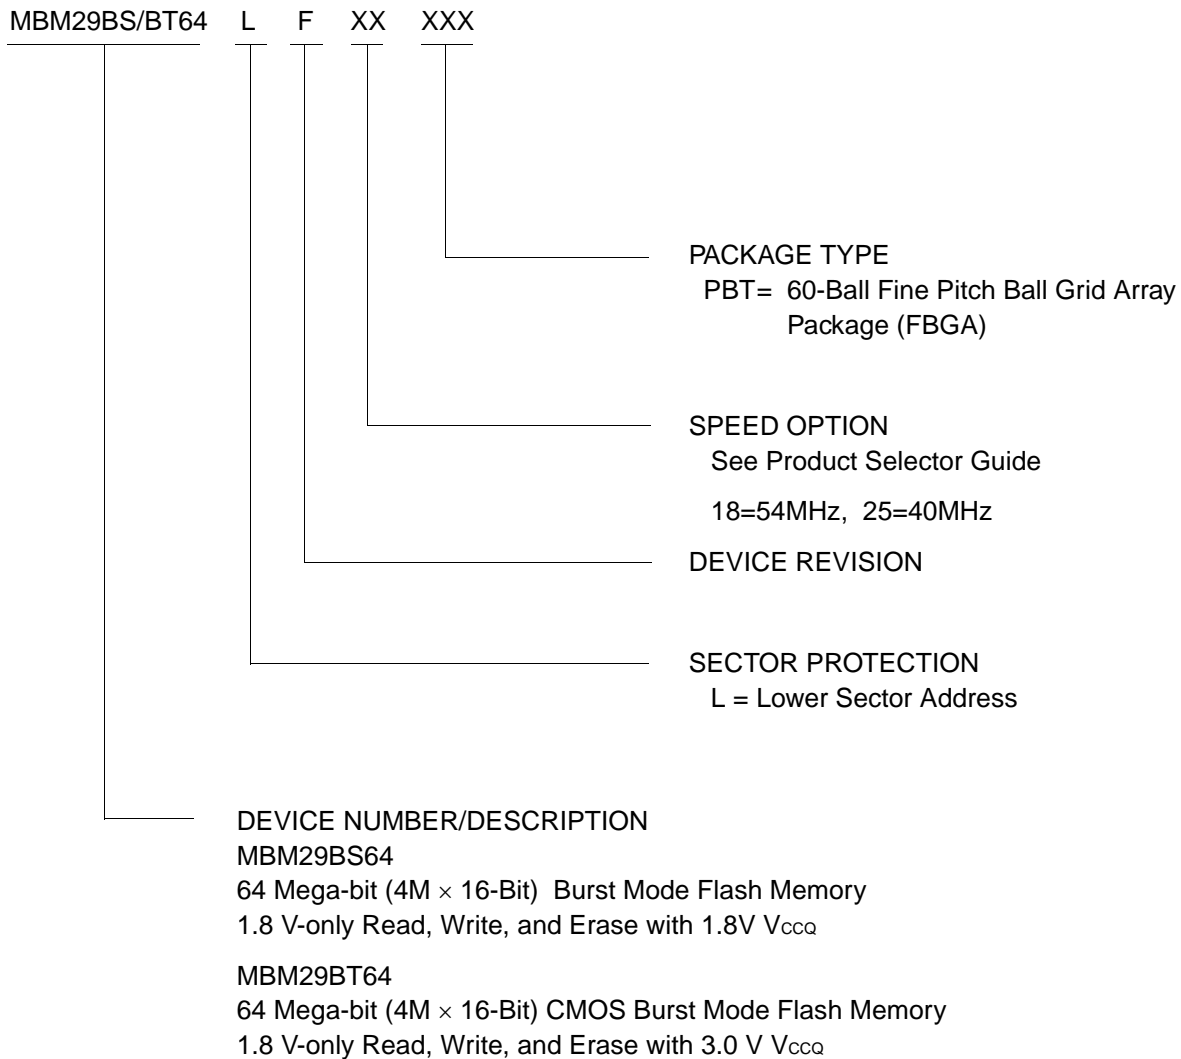 MBM29BS/BT64 L F XX XXX
PACKAGE TYPE
PBT= 60-Ball Fine Pitch Ball Grid Array
Package (FBGA)
SPEED OPTION
See Product Selector Guide
18=54MHz, 25=40MHz
DEVICE REVISION
SECTOR PROTECTION
L = Lower Sector Address
DEVICE NUMBER/DESCRIPTION
MBM29BS64
64 Mega-bit (4M × 16-Bit) Burst Mode Flash Memory
1.8 V-only Read, Write, and Erase with 1.8V VCCQ
MBM29BT64
64 Mega-bit (4M × 16-Bit) CMOS Burst Mode Flash Memory
1.8 V-only Read, Write, and Erase with 3.0 V VCCQ